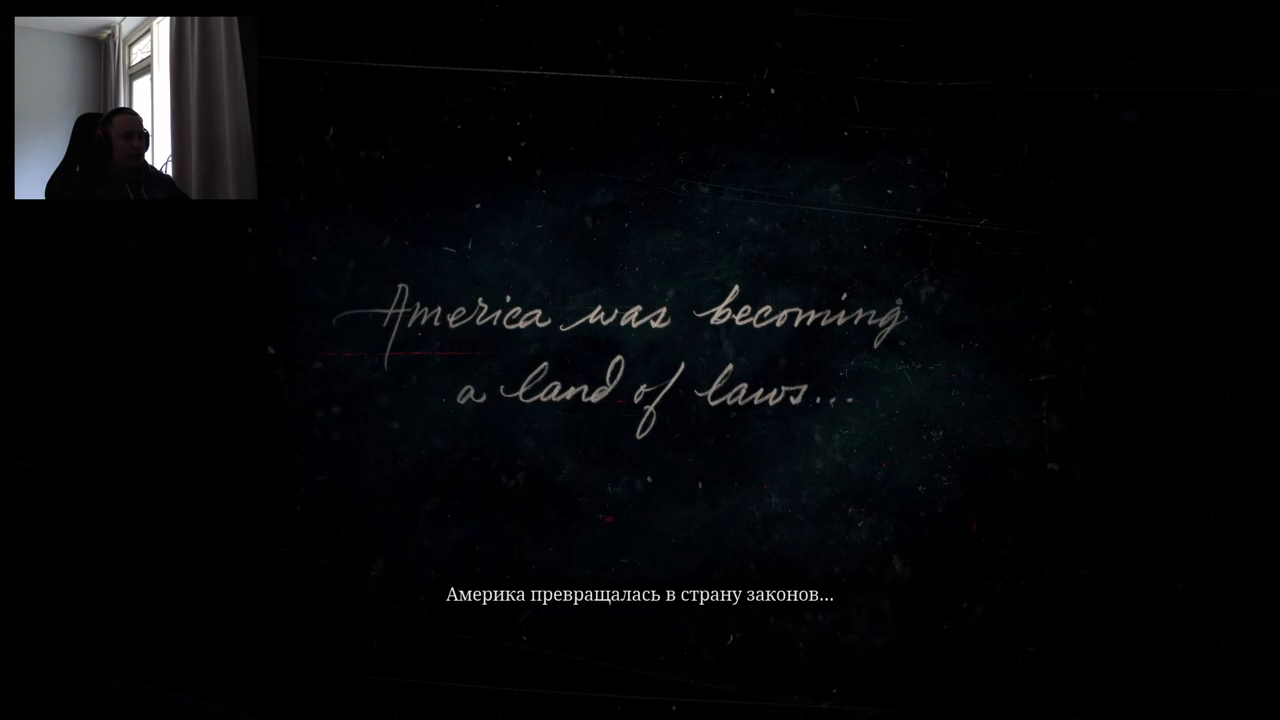 America was becoming
a land of laws...
Америка превращалась в страну законов...